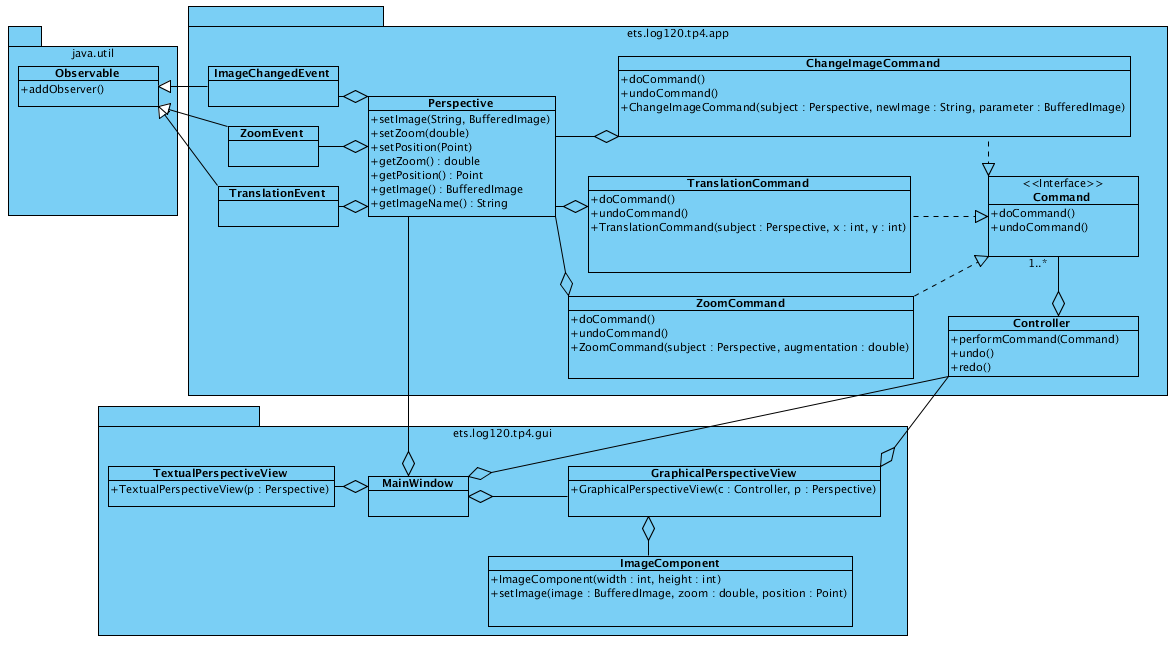 java.util
Observable
+addObserver()
ets.log120.tp4.app
ImageChangedEvent
ZoomEvent
TranslationEvent
Perspective
+setImage(String, BufferedImage)
+setZoom(double)
+setPosition(Point)
+getZoom() : double
+getPosition() : Point
+getImage() : BufferedImage
+getImageName() : String
ChangeImageCommand
+doCommand()
+undoCommand()
+ChangeImageCommand(subject : Perspective, newImage : String, parameter : BufferedImage)
TranslationCommand
+doCommand()
+undoCommand()
+TranslationCommand(subject : Perspective, x : int, y : int)
<<Interface>>
Command
+doCommand()
+undoCommand()
1..*
ZoomCommand
+doCommand()
+undoCommand()
+ZoomCommand(subject : Perspective, augmentation : double)
Controller
+performCommand(Command)
+undo()
+redo()
ets.log120.tp4.gui
TextualPerspectiveView
+TextualPerspectiveView(p : Perspective)
MainWindow
GraphicalPerspectiveView
+GraphicalPerspectiveView(c : Controller, p : Perspective)
ImageComponent
+ImageComponent(width : int, height : int)
+setImage(image : BufferedImage, zoom : double, position : Point)